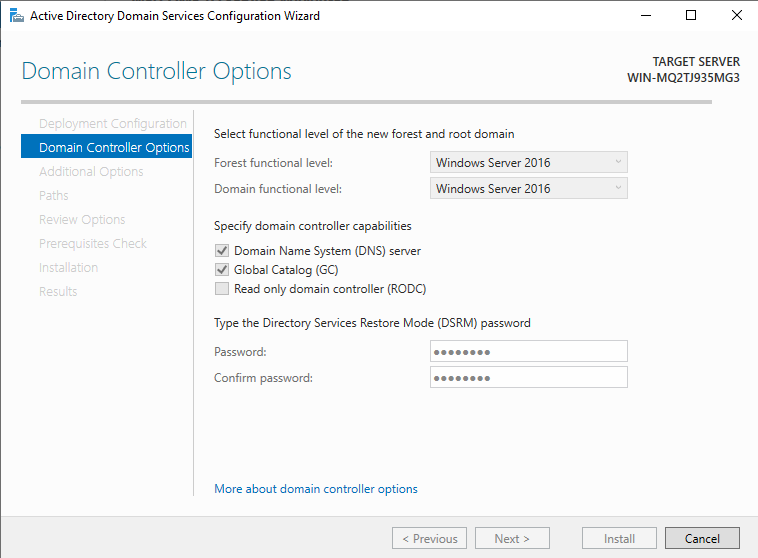 Active Directory Domain Services Configuration Wizard
Domain Controller Options
TARGET SERVER
WIN-MQ2TJ935MG3
Deployment Configuration
Domain Controller Options
Additional Options
Paths
Review Options
Prerequisites Check
Installation
Results
Select functional level of the new forest and root domain
Forest functional level:
Windows Server 2016
Domain functional level:
Windows Server 2016
Specify domain controller capabilities
Domain Name System (DNS) server
Global Catalog (GC)
Read only domain controller (RODC)
Type the Directory Services Restore Mode (DSRM) password
Password:
●●●●●●●●
Confirm password:
●●●●●●●●
More about domain controller options
< Previous
Next >
Install
Cancel